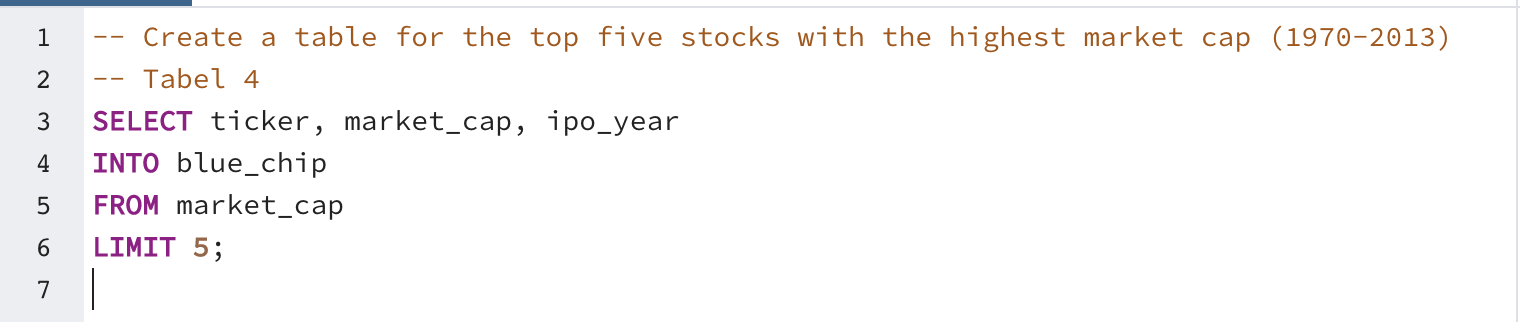 1 -- Create a table for the top five stocks with the highest market cap (1970-2013)
2 -- Tabel 4
3 SELECT ticker, market_cap, ipo_year
4 INTO blue_chip
5 FROM market_cap
6 LIMIT 5;
7